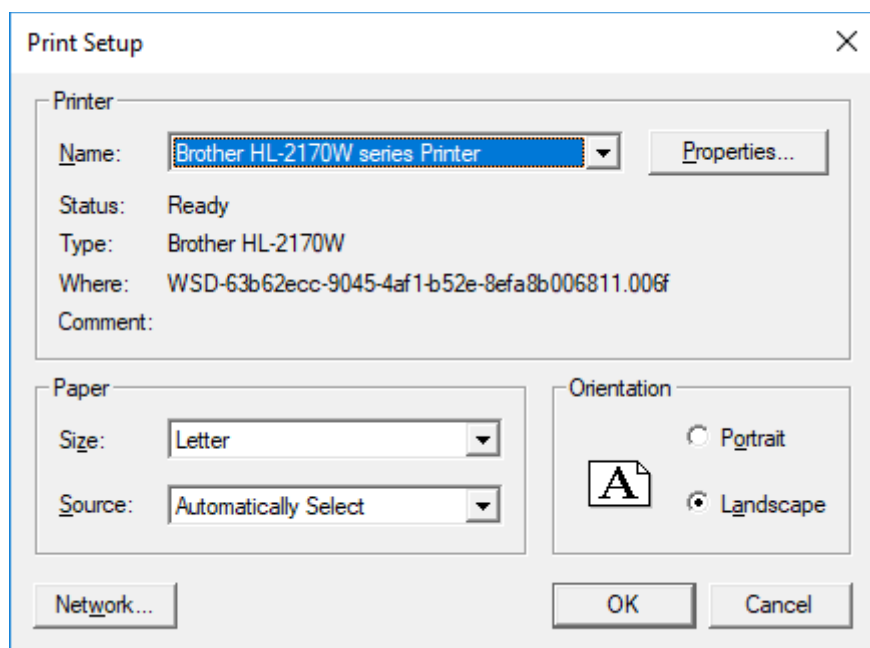 Print Setup
Printer
Name: Brother HL-2170W series Printer Properties...
Status: Ready
Type: Brother HL-2170W
Where: WSD-63b62ecc-9045-4af1-b52e-8efa8b006811.006f
Comment:
Paper
Size: Letter
Source: Automatically Select
Orientation
A
Portrait
Landscape
Network... OK Cancel